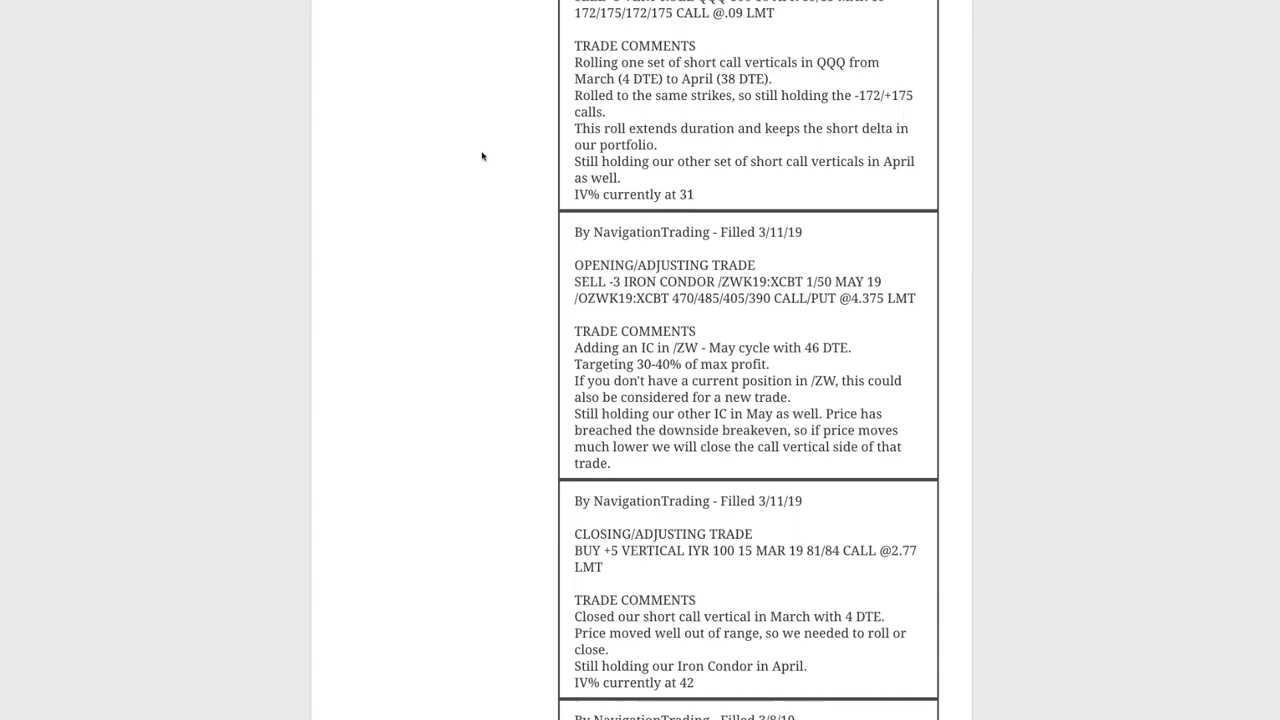 172/175/172/175 CALL @.09 LMT
TRADE COMMENTS
Rolling one set of short call verticals in QQQ from
March (4 DTE) to April (38 DTE).
Rolled to the same strikes, so still holding the -172/+175
calls.
This roll extends duration and keeps the short delta in
our portfolio.
Still holding our other set of short call verticals in April
as well.
IV% currently at 31
By NavigationTrading - Filled 3/11/19
OPENING/ADJUSTING TRADE
SELL -3 IRON CONDOR /ZWK19:XCBT 1/50 MAY 19
/OZWK19:XCBT 470/485/405/390 CALL/PUT @4.375 LMT
TRADE COMMENTS
Adding an IC in /ZW - May cycle with 46 DTE.
Targeting 30-40% of max profit.
If you don't have a current position in /ZW, this could
also be considered for a new trade.
Still holding our other IC in May as well. Price has
breached the downside breakeven, so if price moves
much lower we will close the call vertical side of that
trade.
By NavigationTrading - Filled 3/11/19
CLOSING/ADJUSTING TRADE
BUY +5 VERTICAL IYR 100 15 MAR 19 81/84 CALL @2.77
LMT
TRADE COMMENTS
Closed our short call vertical in March with 4 DTE.
Price moved well out of range, so we needed to roll or
close.
Still holding our Iron Condor in April.
IV% currently at 42
By NavigationTrading - Filled 3/8/19